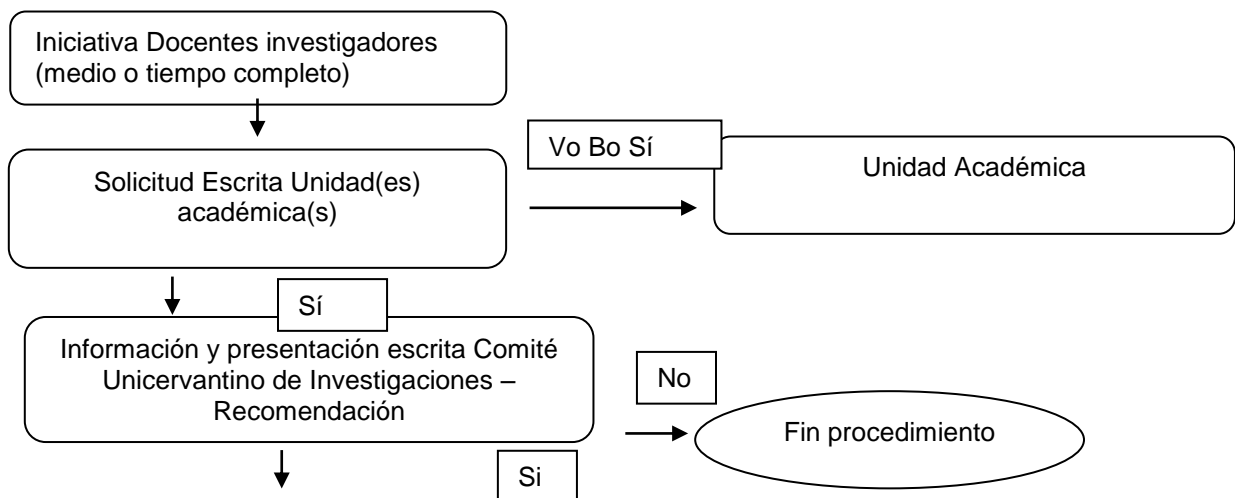 Iniciativa Docentes investigadores
(medio o tiempo completo)
Vo Bo Sí
Solicitud Escrita Unidad(es)
académica(s)
Unidad Académica
Sí
Información y presentación escrita Comité
Unicervantino de Investigaciones –
Recomendación
No
Fin procedimiento
Si